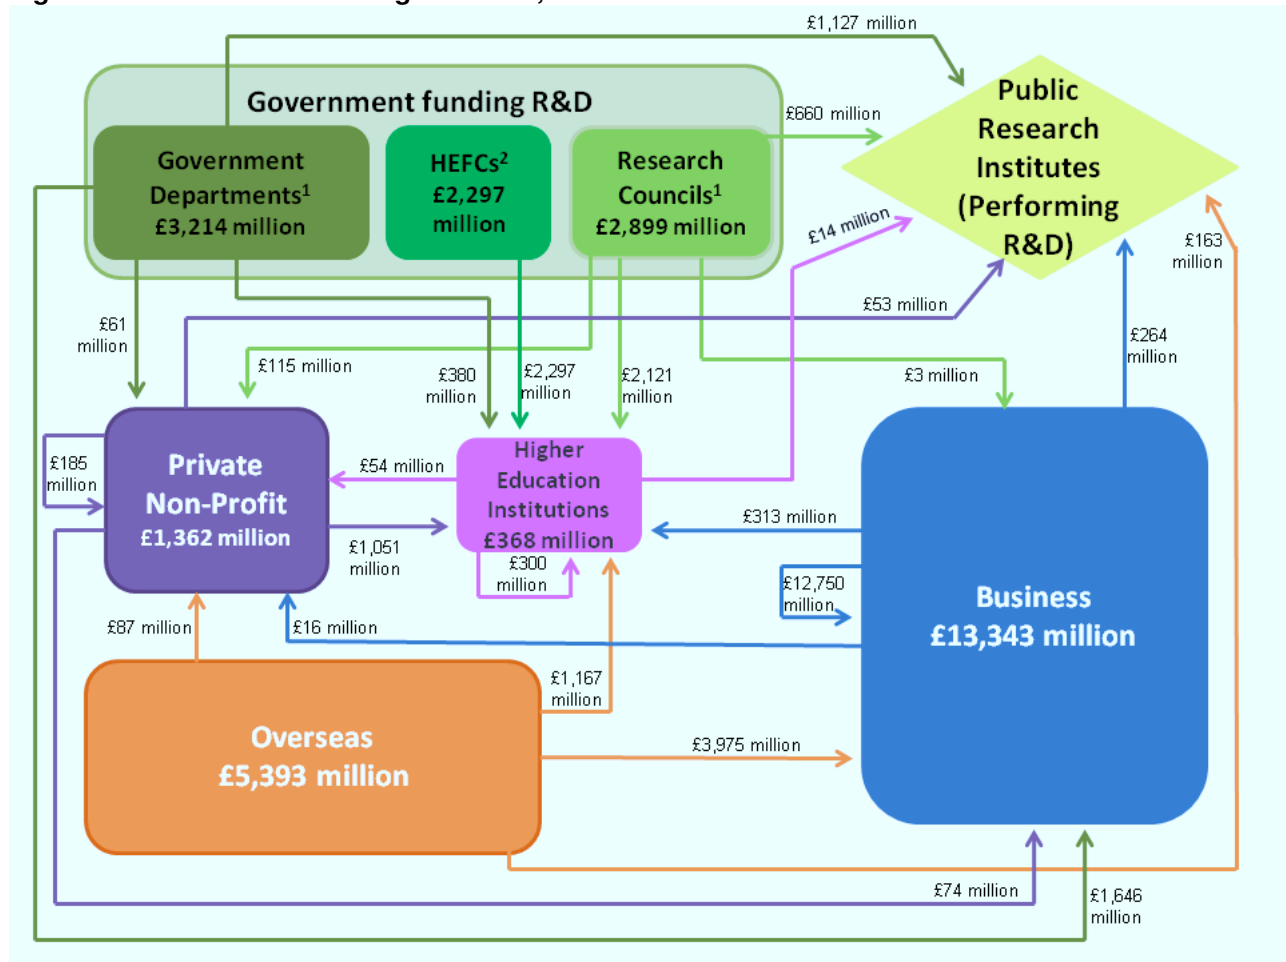 £1,127 million
Government funding R&D
Public
Research
Institutes
(Performing
R&D)
£660 million
Government
Departments1
£3,214 million
HEFCs2
£2,297
million
Research
Councils1
£2,899 million
£14 million
£163
million
£53 million
£61
million
£264
million
£115 million
£380
million
£2,297
million
£2,121
million
£3 million
Private
Non-Profit
£1,362 million
£185
million
£54 million
Higher
Education
Institutions
£368 million
£313 million
£1,051
million
£300
million
£12,750
million
Business
£13,343 million
£87 million
£16 million
£1,167
million
Overseas
£5,393 million
£3,975 million
£74 million
£1,646
million